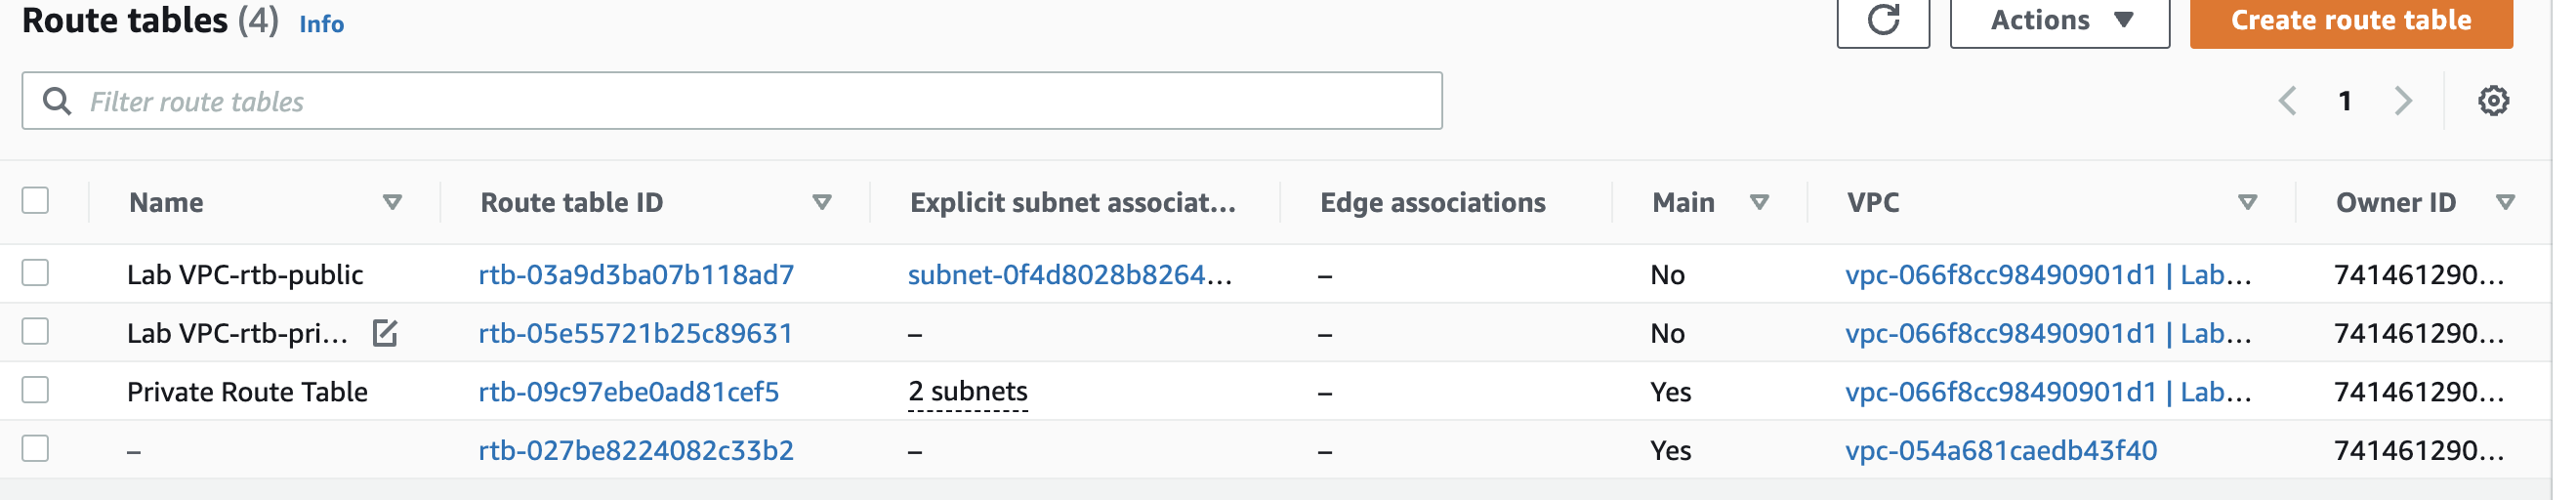 Route tables (4) Info Actions Create route table
Filter route tables 1
Name Route table ID Explicit subnet associat... Edge associations Main VPC Owner ID
Lab VPC-rtb-public rtb-03a9d3ba07b118ad7 subnet-0f4d8028b8264... – No vpc-066f8cc98490901d1 | Lab... 741461290...
Lab VPC-rtb-pri... rtb-05e55721b25c89631 – – No vpc-066f8cc98490901d1 | Lab... 741461290...
Private Route Table rtb-09c97ebe0ad81cef5 2 subnets – Yes vpc-066f8cc98490901d1 | Lab... 741461290...
– rtb-027be8224082c33b2 – – Yes vpc-054a681caedb43f40 741461290...